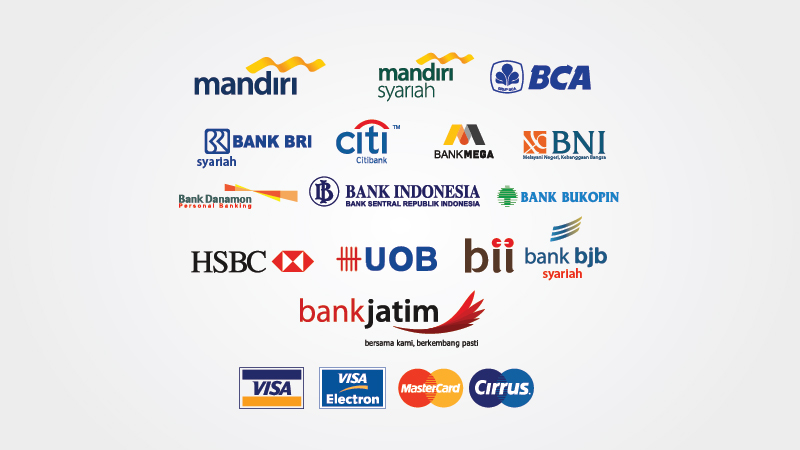 mandiri
mandiri
syariah
BCA
BANK BRI
syariah
citi™
Citibank
BANKMEGA
BNI
Melayani Negeri, Kebanggaan Bangsa
Bank Danamon
Personal Banking
BANK INDONESIA
BANK SENTRAL REPUBLIK INDONESIA
BANK BUKOPIN
HSBC
UOB
bii
bank bjb
syariah
bankjatim
bersama kami, berkembang pasti
VISA
VISA
Electron
MasterCard
Cirrus